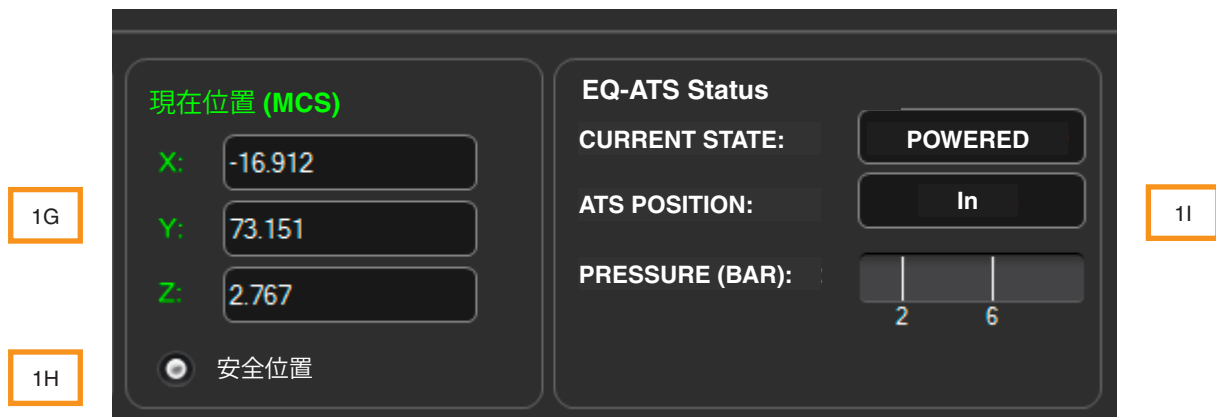 現在位置 (MCS)
X: -16.912
Y: 73.151
Z: 2.767
安全位置
EQ-ATS Status
CURRENT STATE: POWERED
ATS POSITION: In
PRESSURE (BAR):
2 6
1G
1H
1I